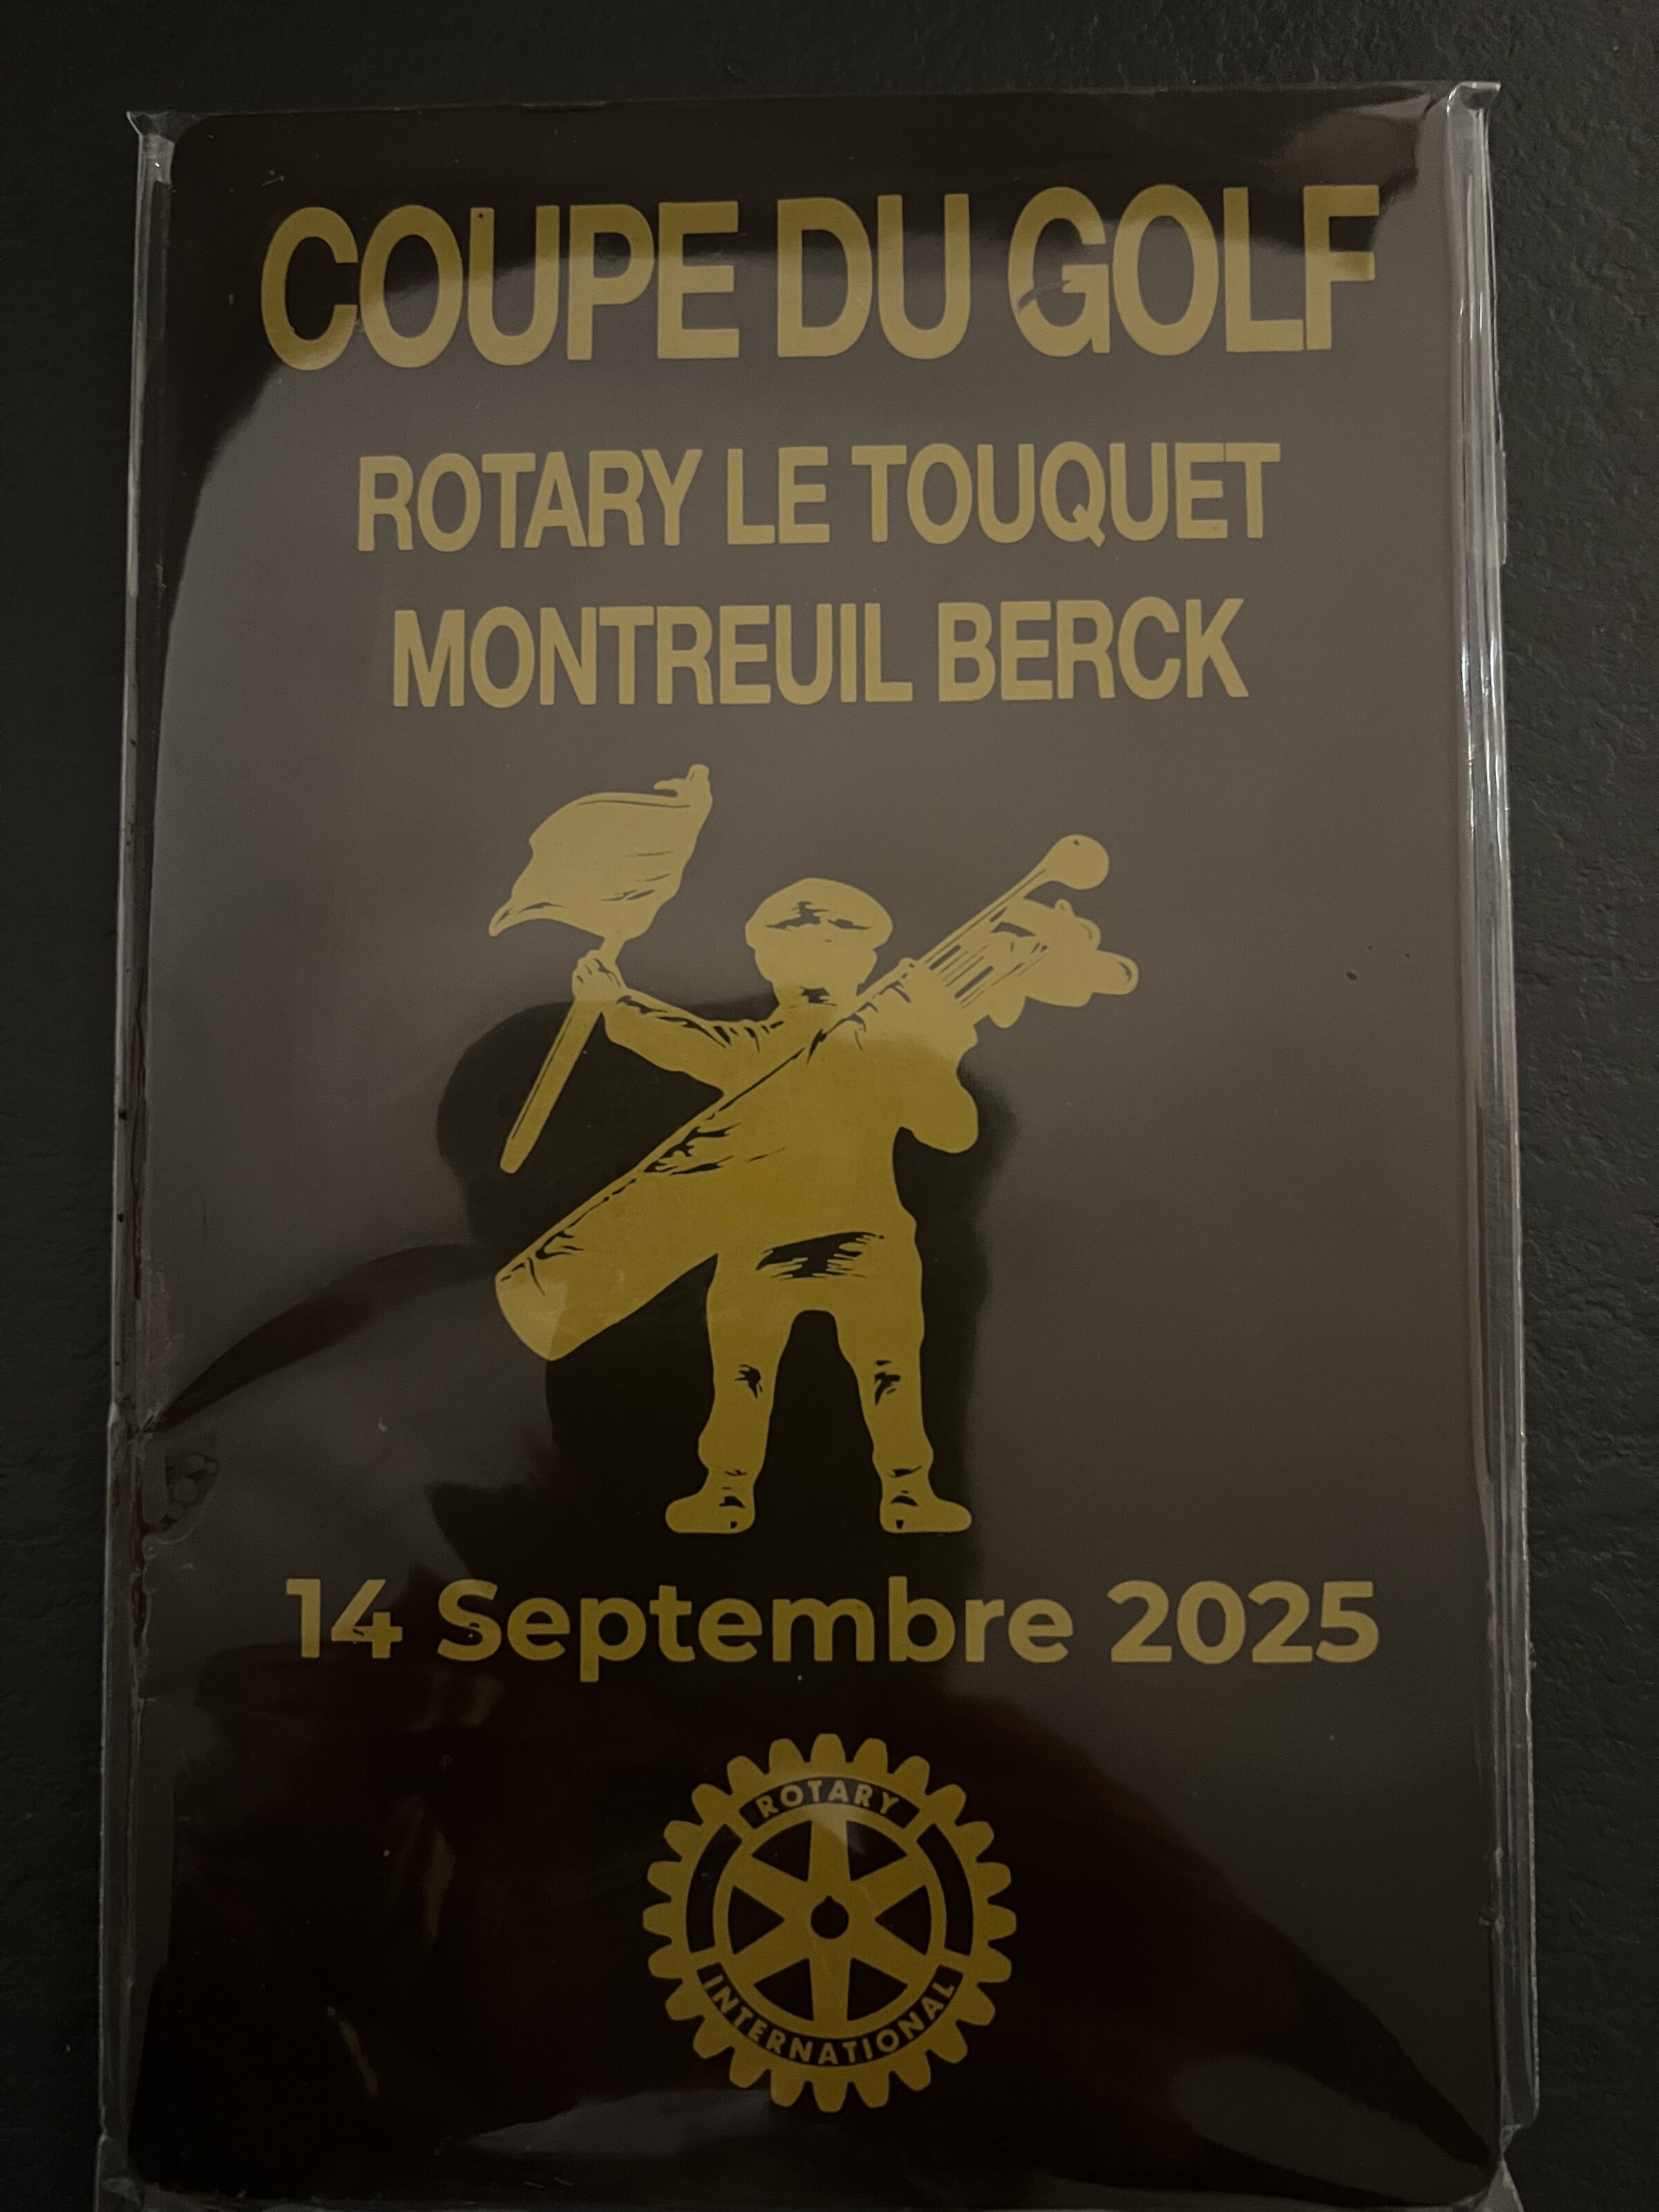 COUPE DU GOLF
ROTARY LE TOUQUET
MONTREUIL BERCK
14 Septembre 2025
ROTARY
INTERNATIONAL